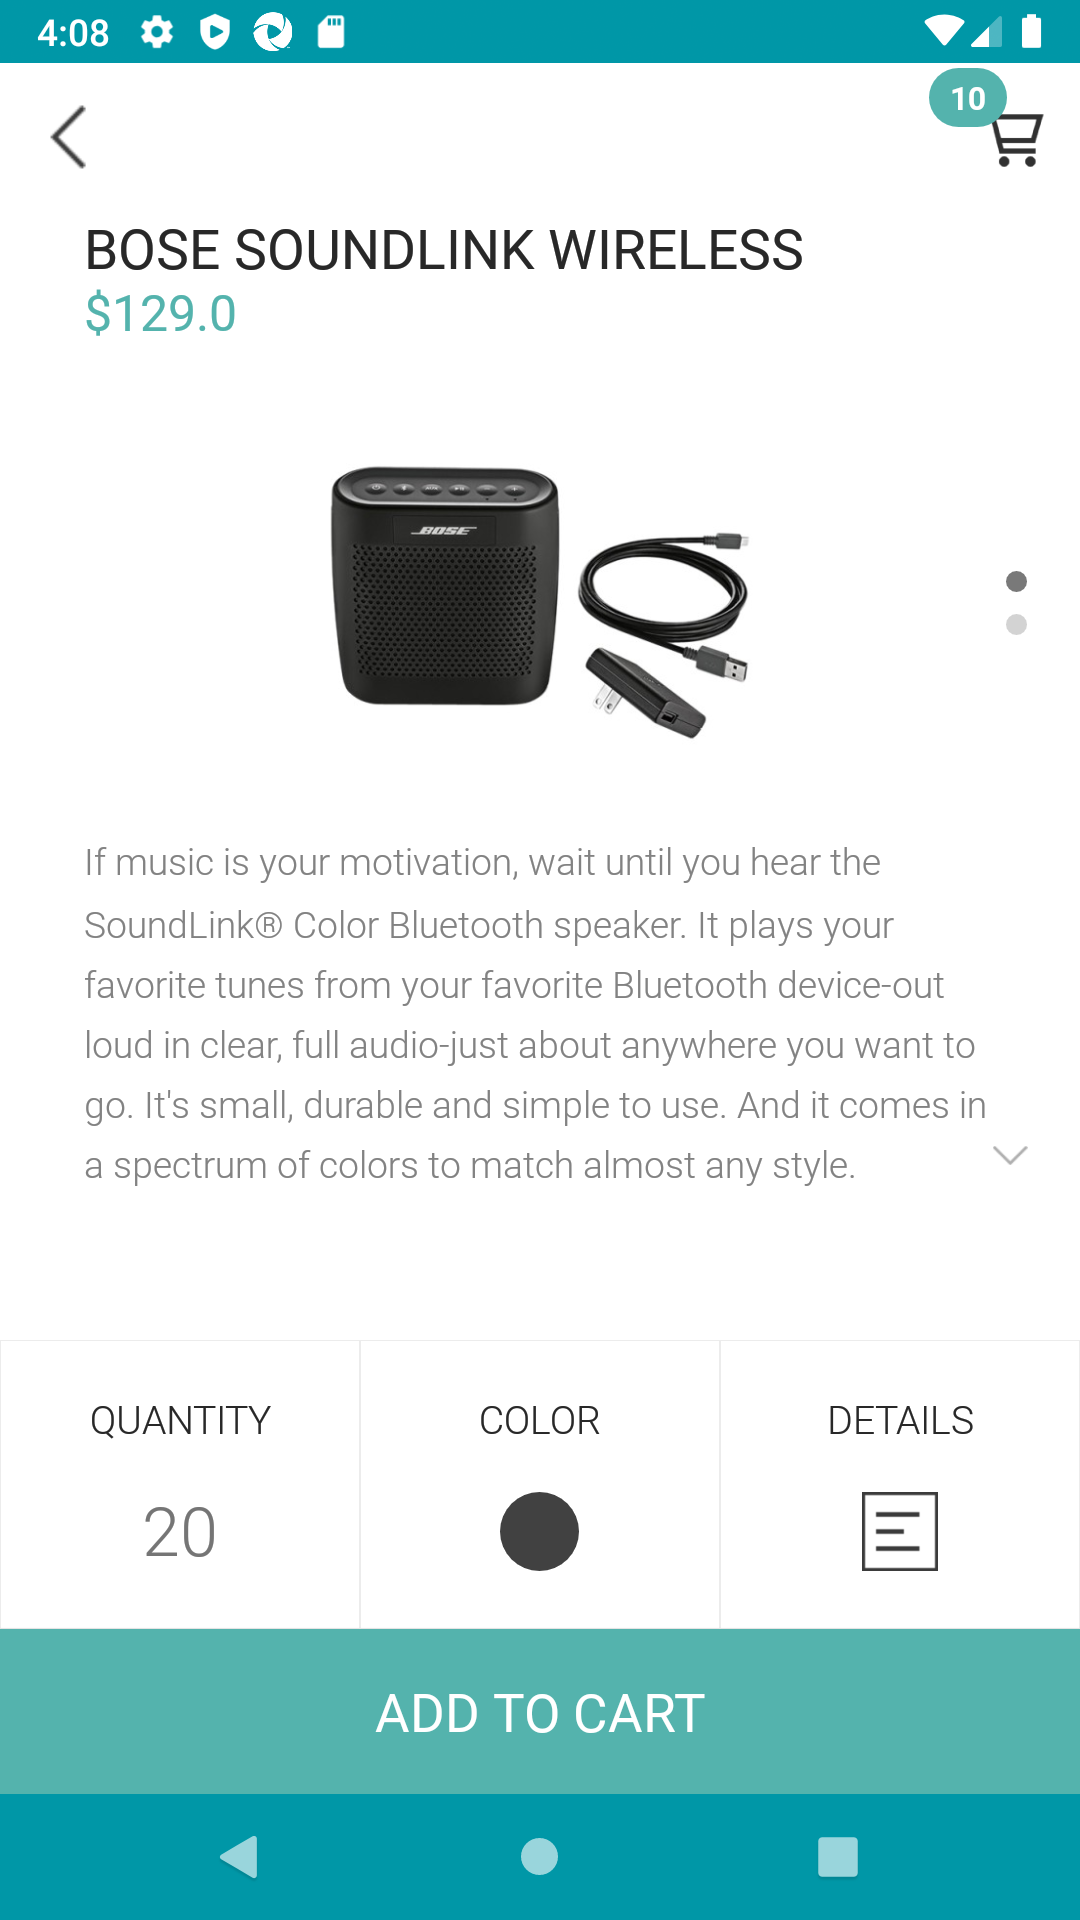 4:08
10
BOSE SOUNDLINK WIRELESS
$129.0
BOSE
If music is your motivation, wait until you hear the
SoundLink® Color Bluetooth speaker. It plays your
favorite tunes from your favorite Bluetooth device-out
loud in clear, full audio-just about anywhere you want to
go. It's small, durable and simple to use. And it comes in
a spectrum of colors to match almost any style.
QUANTITY
COLOR
DETAILS
20
ADD TO CART